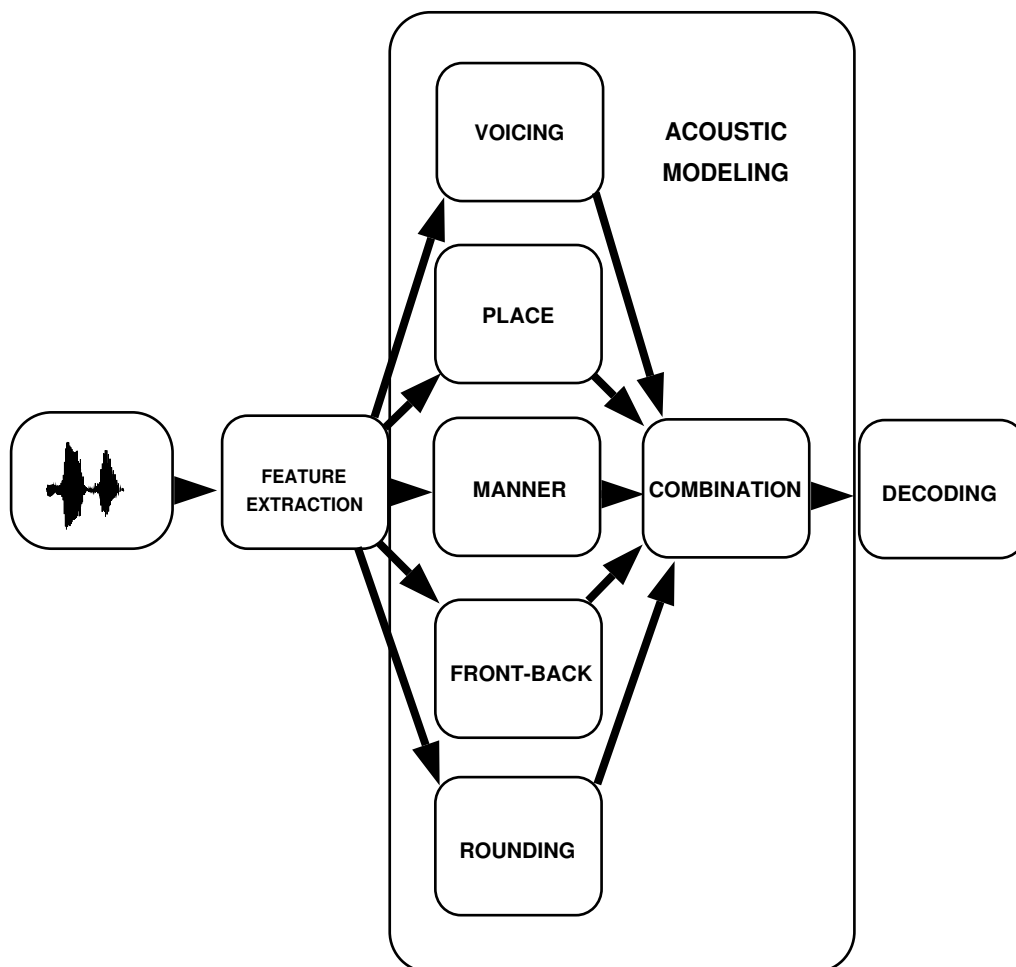 VOICING
ACOUSTIC
MODELING
PLACE
FEATURE
EXTRACTION
MANNER
COMBINATION
DECODING
FRONT-BACK
ROUNDING